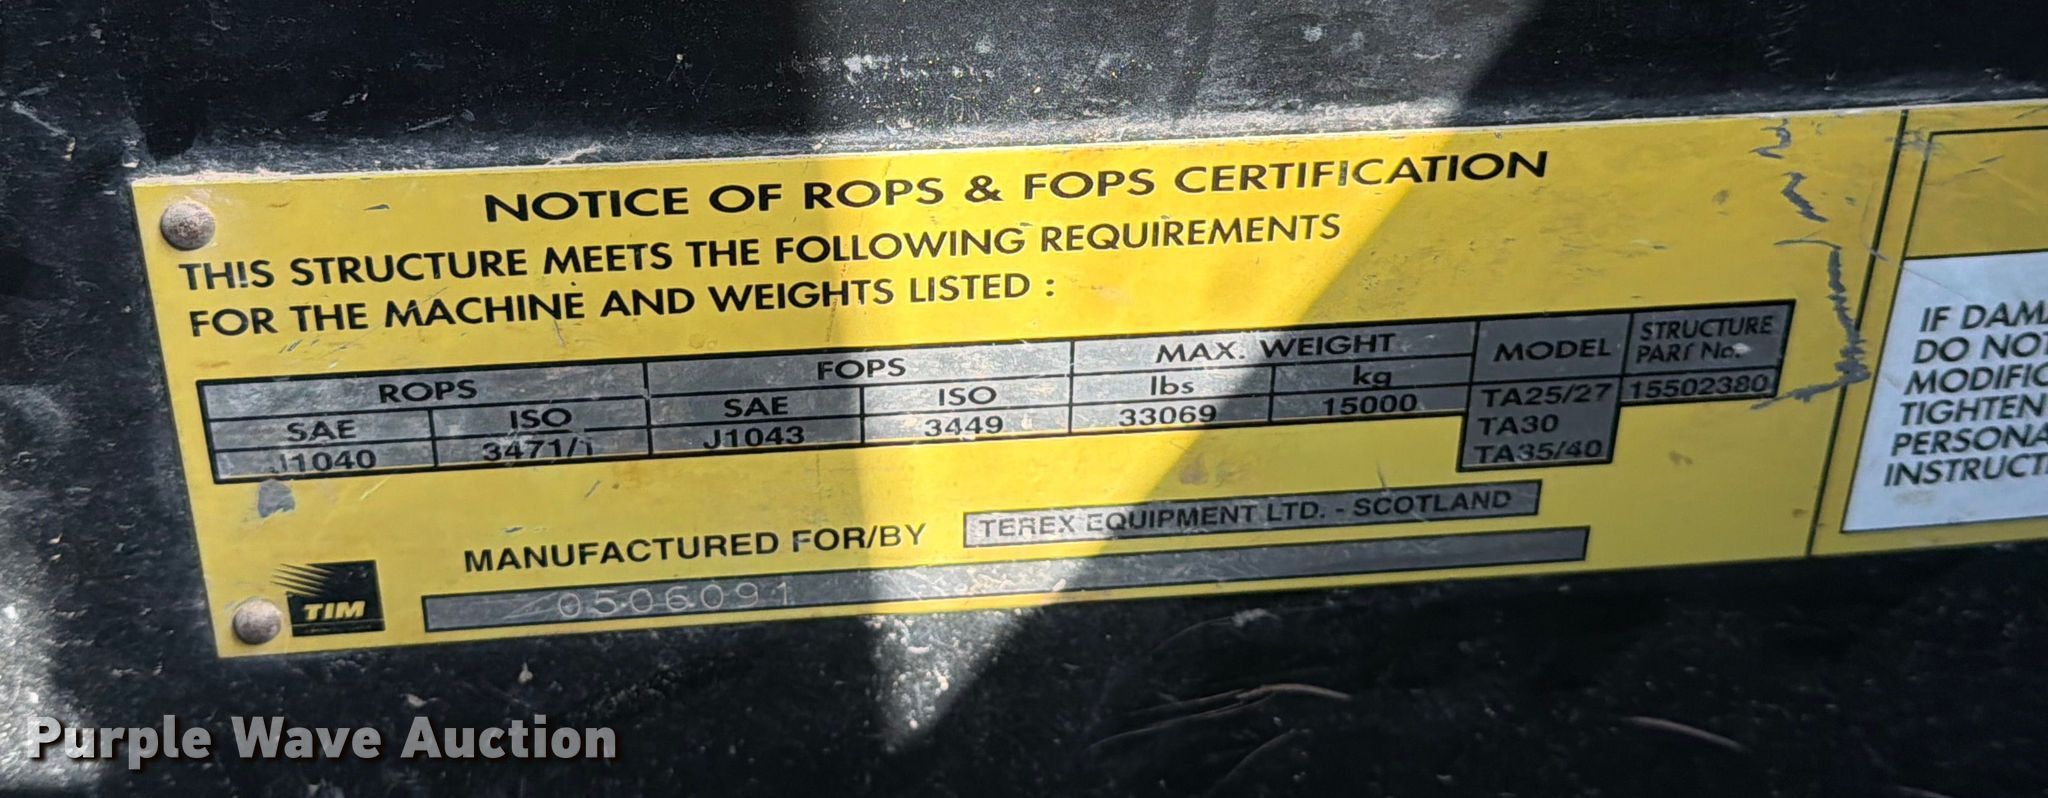 NOTICE OF ROPS & FOPS CERTIFICATION
THIS STRUCTURE MEETS THE FOLLOWING REQUIREMENTS
FOR THE MACHINE AND WEIGHTS LISTED :
ROPS FOPS MAX. WEIGHT MODEL STRUCTURE PART No.
SAE ISO SAE ISO lbs kg
J1040 3471/1 J1043 3449 33069 15000 TA25/27 15502380
TA30
TA35/40
MANUFACTURED FOR/BY TEREX EQUIPMENT LTD. - SCOTLAND
TIM
0506091
IF DAMA
DO NOT
MODIFIC
TIGHTEN
PERSONA
INSTRUCTI
Purple Wave Auction